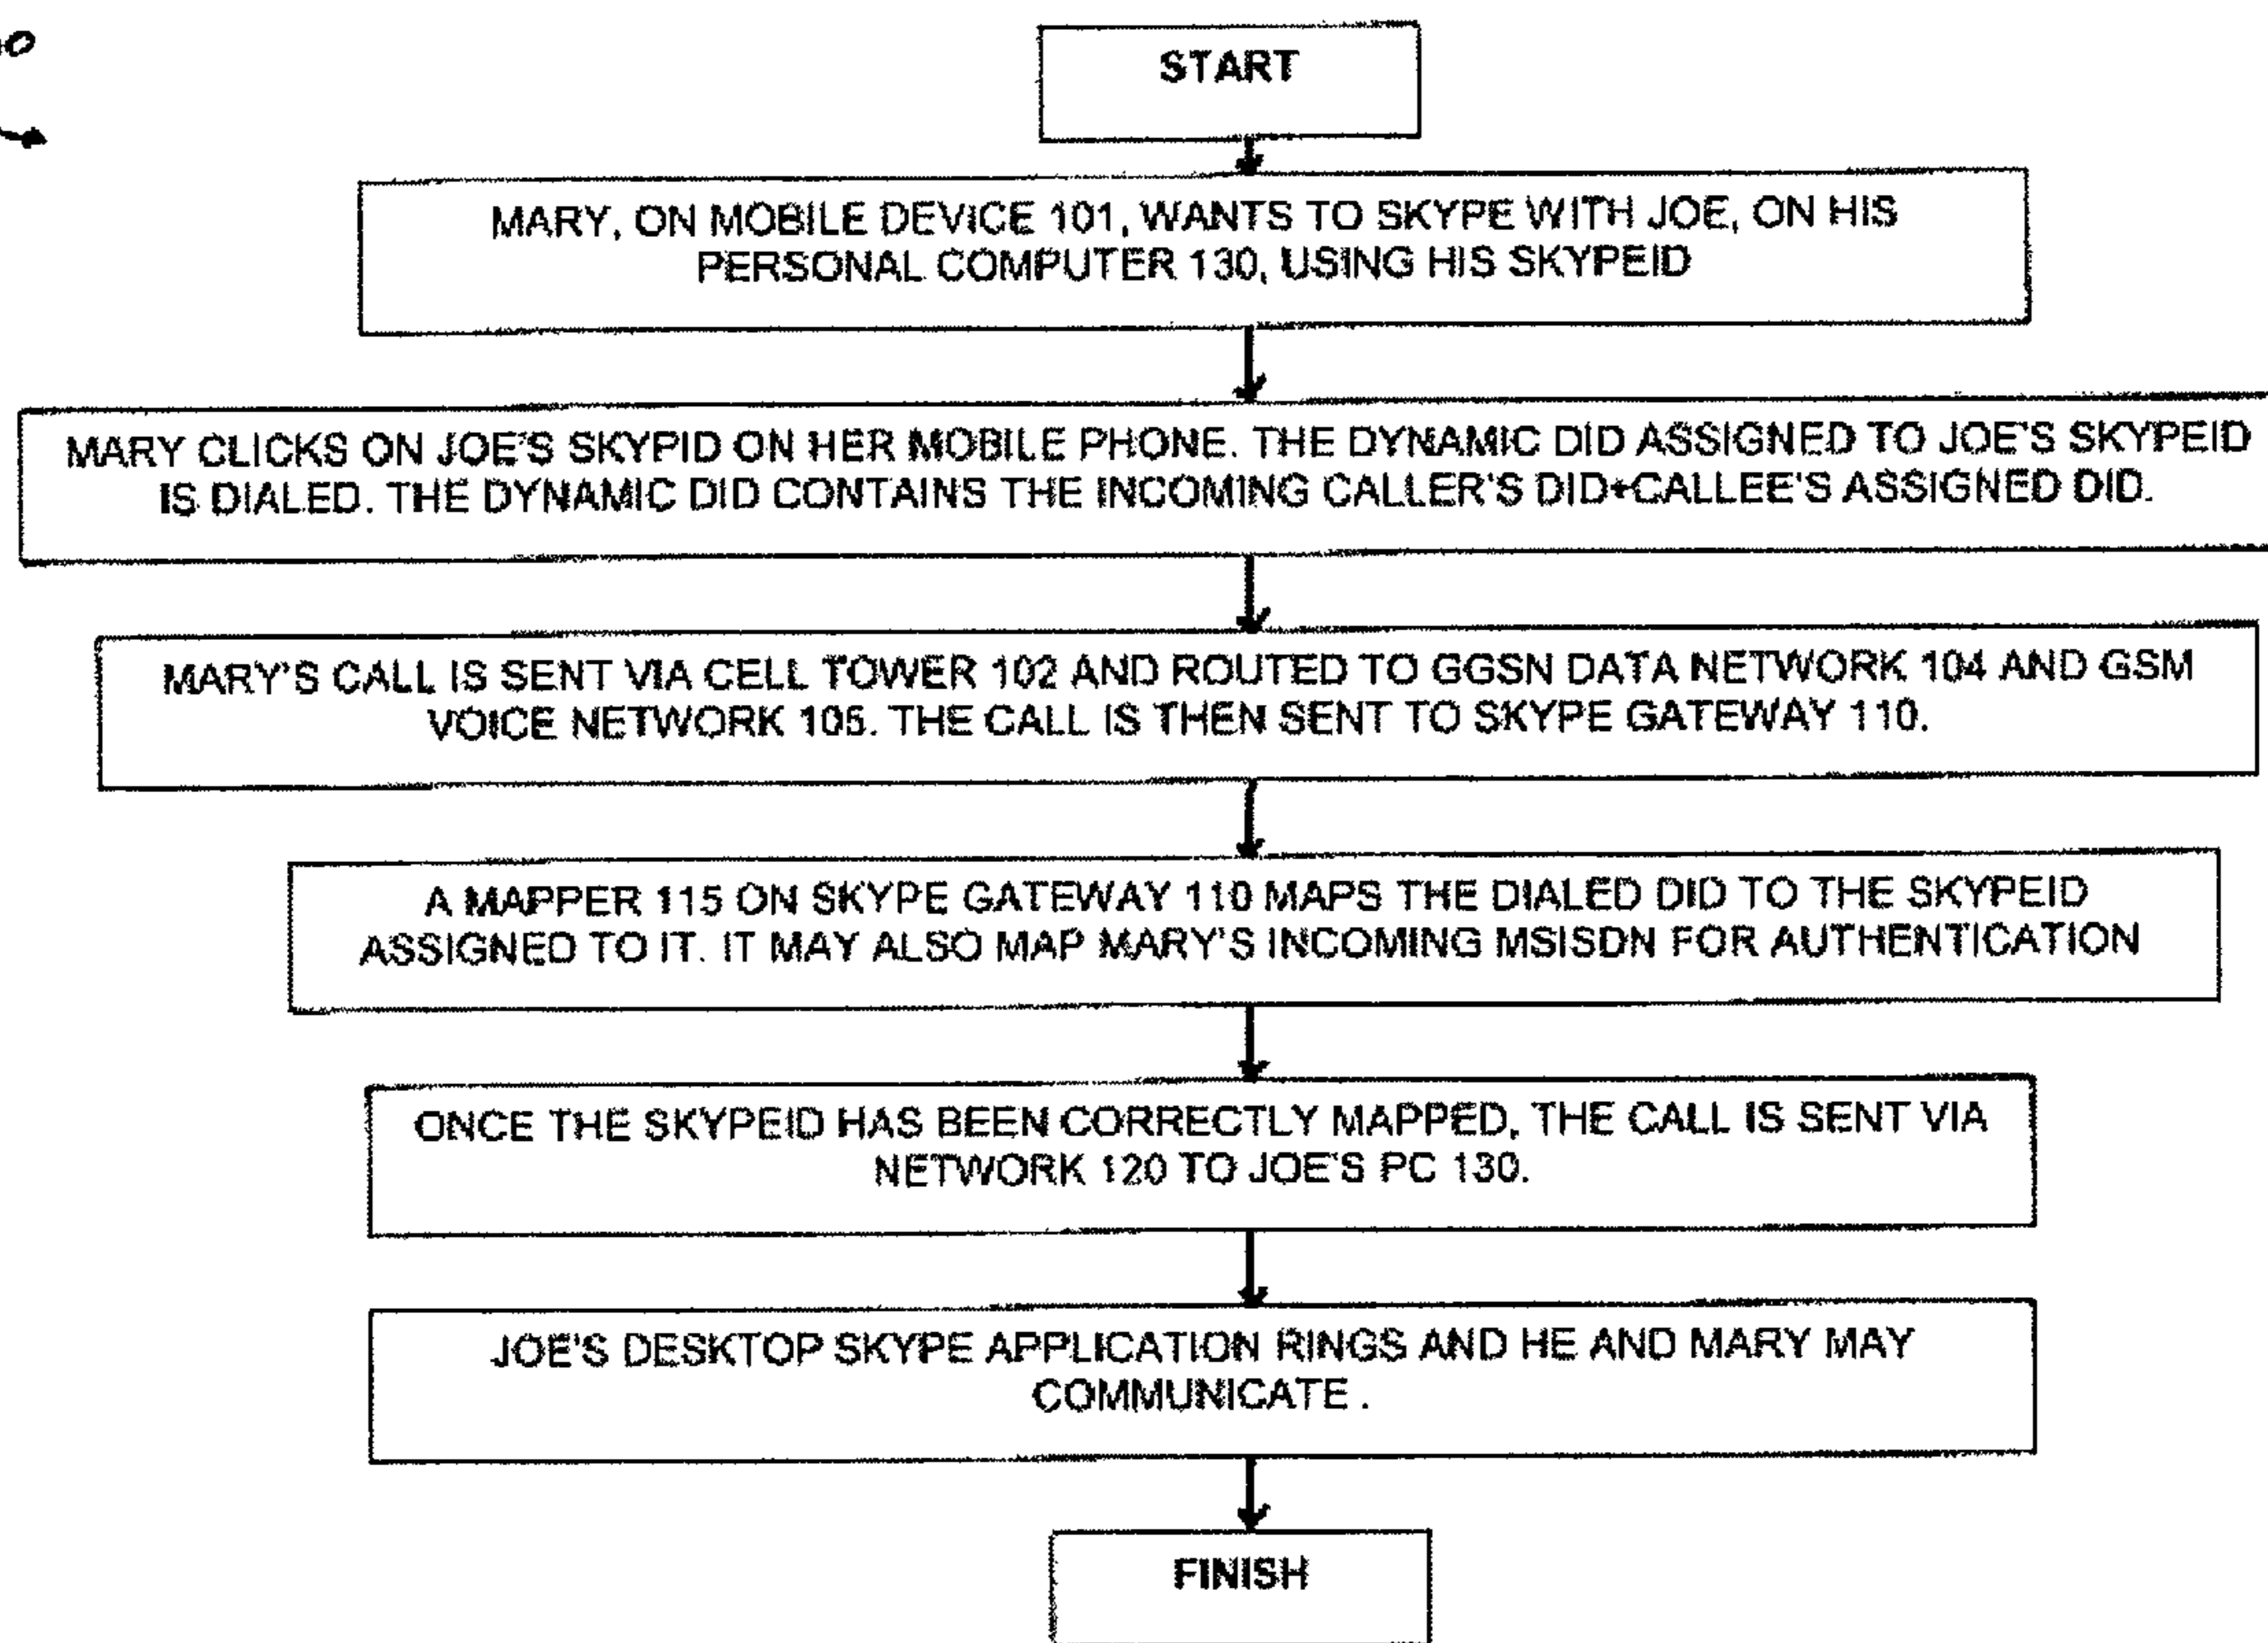 START
MARY, ON MOBILE DEVICE 101, WANTS TO SKYPE WITH JOE, ON HIS
PERSONAL COMPUTER 130, USING HIS SKYPEID
MARY CLICKS ON JOE'S SKYPID ON HER MOBILE PHONE. THE DYNAMIC DID ASSIGNED TO JOE'S SKYPEID
IS DIALED. THE DYNAMIC DID CONTAINS THE INCOMING CALLER'S DID+CALLEE'S ASSIGNED DID.
MARY'S CALL IS SENT VIA CELL TOWER 102 AND ROUTED TO GGSN DATA NETWORK 104 AND GSM
VOICE NETWORK 105. THE CALL IS THEN SENT TO SKYPE GATEWAY 110.
A MAPPER 115 ON SKYPE GATEWAY 110 MAPS THE DIALED DID TO THE SKYPEID
ASSIGNED TO IT. IT MAY ALSO MAP MARY'S INCOMING MSISDN FOR AUTHENTICATION
ONCE THE SKYPEID HAS BEEN CORRECTLY MAPPED, THE CALL IS SENT VIA
NETWORK 120 TO JOE'S PC 130.
JOE'S DESKTOP SKYPE APPLICATION RINGS AND HE AND MARY MAY
COMMUNICATE .
FINISH